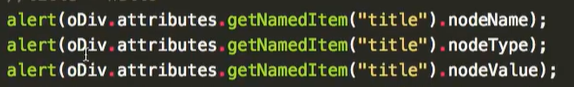 alert(oDiv.attributes.getNamedItem("title").nodeName);
alert(oDiv.attributes.getNamedItem("title").nodeType);
alert(oDiv.attributes.getNamedItem("title").nodeValue);